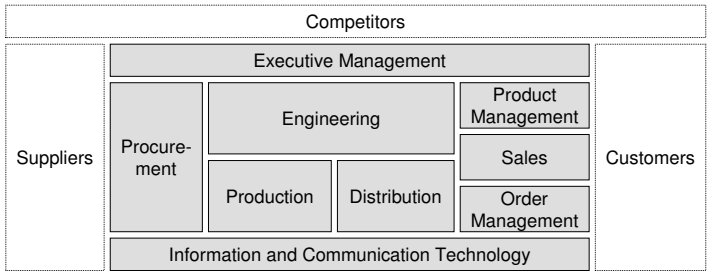 Competitors
Executive Management
Suppliers
Procure-
ment
Engineering
Production
Distribution
Product
Management
Sales
Order
Management
Customers
Information and Communication Technology